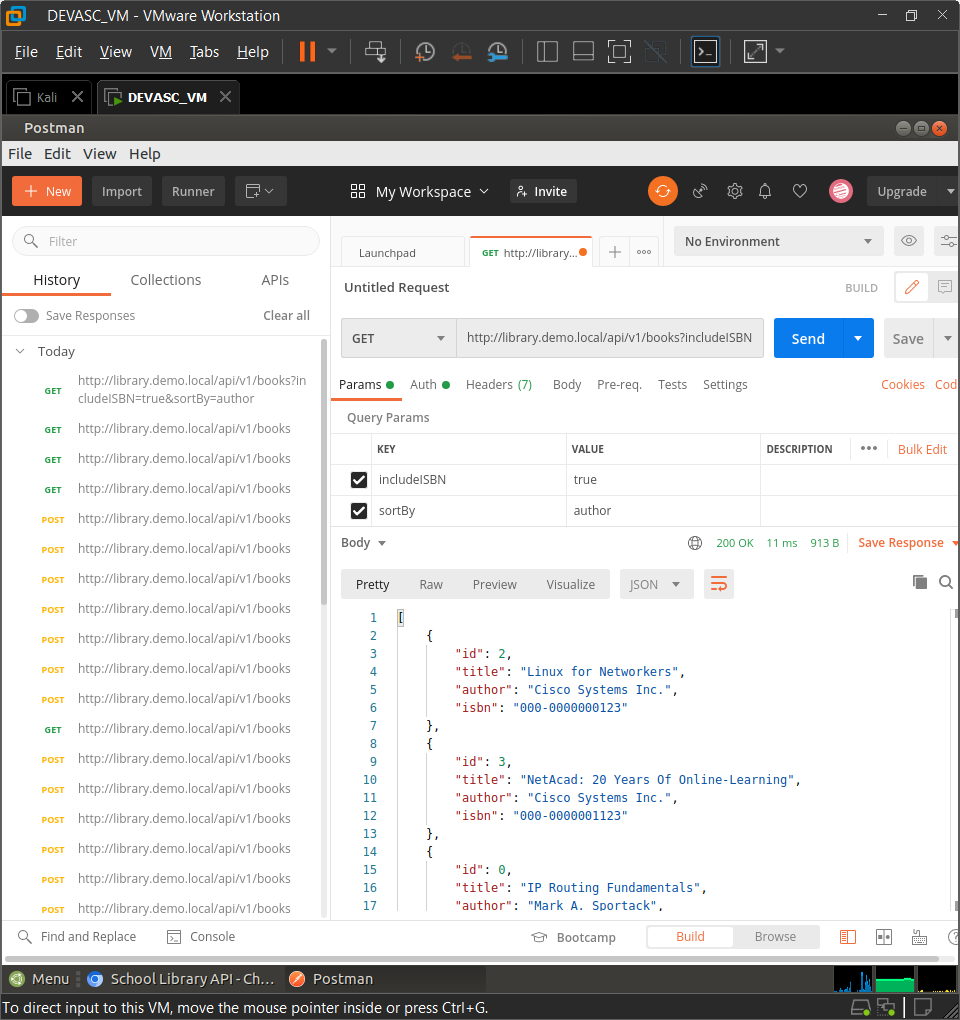 DEVASC_VM - VMware Workstation
File Edit View VM Tabs Help
Kali DEVASC_VM
Postman
File Edit View Help
New Import Runner My Workspace Invite Upgrade
Filter
History Collections APIs
Save Responses Clear all
Today
GET http://library.demo.local/api/v1/books?in
cludeISBN=true&sortBy=author
GET http://library.demo.local/api/v1/books
GET http://library.demo.local/api/v1/books
GET http://library.demo.local/api/v1/books
POST http://library.demo.local/api/v1/books
POST http://library.demo.local/api/v1/books
POST http://library.demo.local/api/v1/books
POST http://library.demo.local/api/v1/books
POST http://library.demo.local/api/v1/books
POST http://library.demo.local/api/v1/books
POST http://library.demo.local/api/v1/books
GET http://library.demo.local/api/v1/books
POST http://library.demo.local/api/v1/books
POST http://library.demo.local/api/v1/books
POST http://library.demo.local/api/v1/books
POST http://library.demo.local/api/v1/books
POST http://library.demo.local/api/v1/books
POST http://library.demo.local/api/v1/books
Launchpad GET http://library... No Environment
Untitled Request BUILD
GET http://library.demo.local/api/v1/books?includeISBN Send Save
Params Auth Headers (7) Body Pre-req. Tests Settings Cookies Cod
Query Params
KEY VALUE DESCRIPTION ••• Bulk Edit
includeISBN true
sortBy author
Body 200 OK 11 ms 913 B Save Response
Pretty Raw Preview Visualize JSON
1 [
2 {
3 "id": 2,
4 "title": "Linux for Networkers",
5 "author": "Cisco Systems Inc.",
6 "isbn": "000-0000000123"
7 },
8 {
9 "id": 3,
10 "title": "NetAcad: 20 Years Of Online-Learning",
11 "author": "Cisco Systems Inc.",
12 "isbn": "000-0000001123"
13 },
14 {
15 "id": 0,
16 "title": "IP Routing Fundamentals",
17 "author": "Mark A. Sportack",
Find and Replace Console Bootcamp Build Browse
Menu School Library API - Ch... Postman
To direct input to this VM, move the mouse pointer inside or press Ctrl+G.